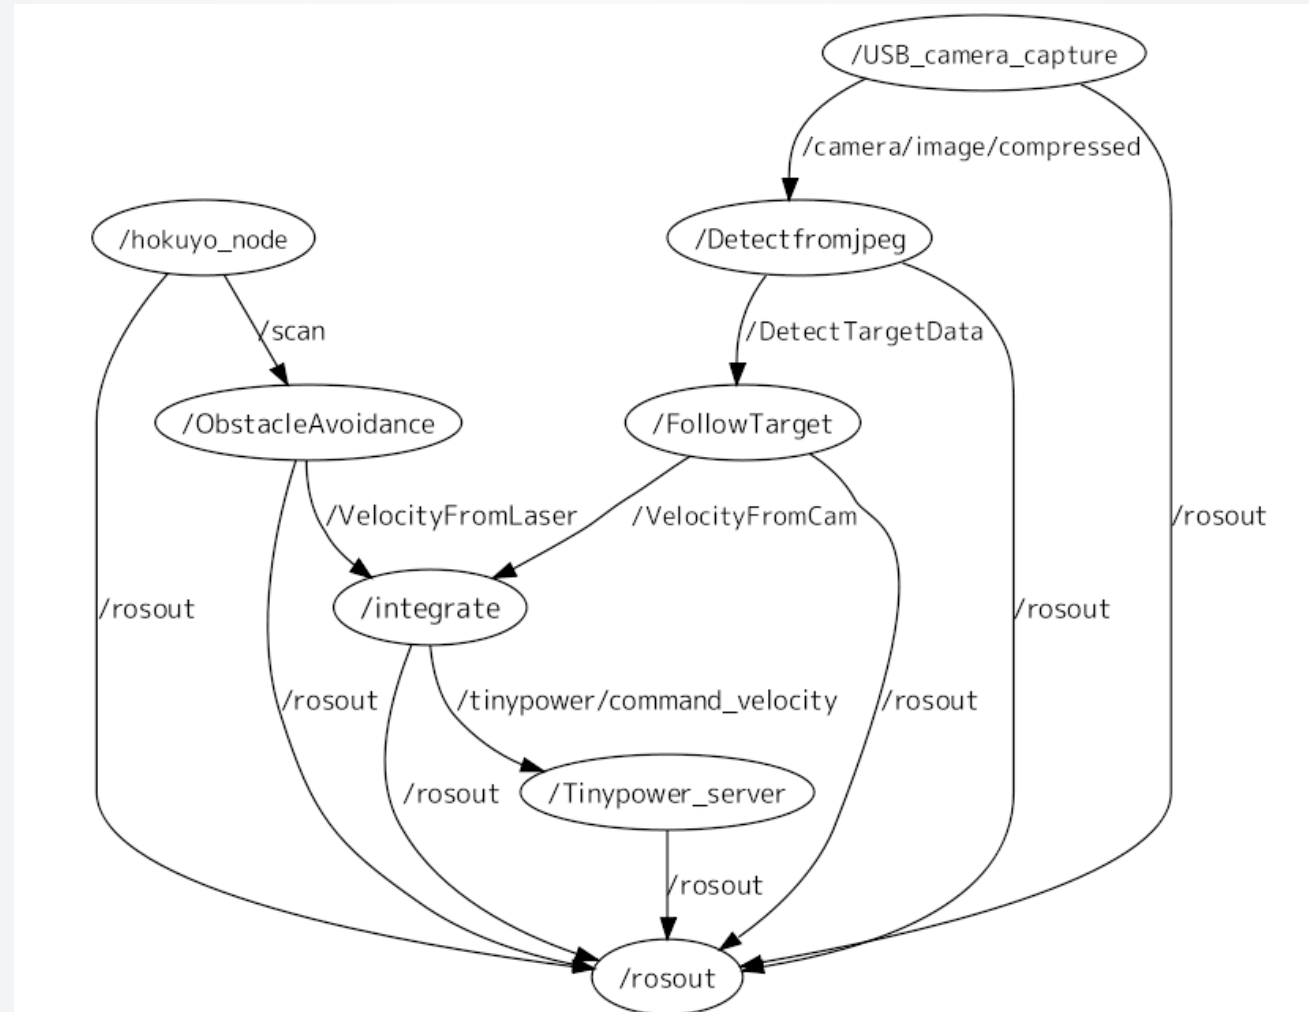 /USB_camera_capture
/camera/image/compressed
/hokuyo_node
/Detectfromjpeg
/scan
/DetectTargetData
/ObstacleAvoidance
/FollowTarget
/VelocityFromLaser
/VelocityFromCam
/rosout
/rosout
/integrate
/rosout
/rosout
/tinypower/command_velocity
/rosout
/rosout
/Tinypower_server
/rosout
/rosout